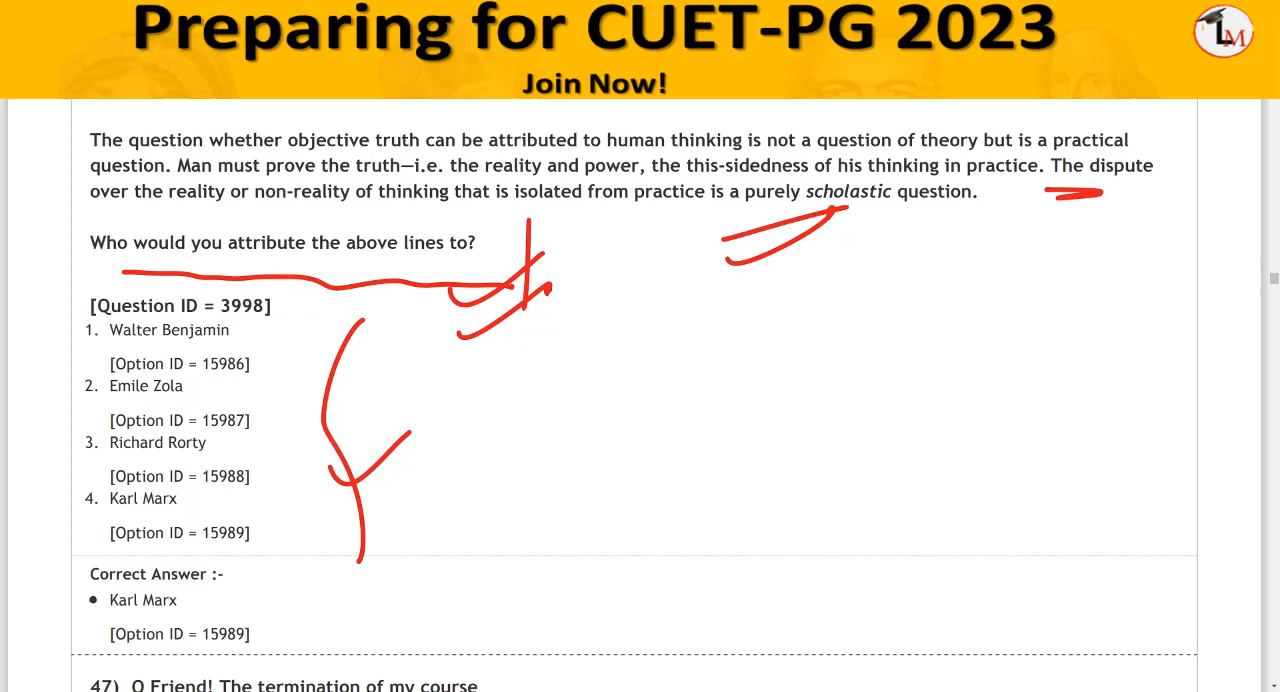 Preparing for CUET-PG 2023
Join Now!
LM
The question whether objective truth can be attributed to human thinking is not a question of theory but is a practical
question. Man must prove the truth—i.e. the reality and power, the this-sidedness of his thinking in practice. The dispute
over the reality or non-reality of thinking that is isolated from practice is a purely scholastic question.
Who would you attribute the above lines to?
[Question ID = 3998]
1. Walter Benjamin
[Option ID = 15986]
2. Emile Zola
[Option ID = 15987]
3. Richard Rorty
[Option ID = 15988]
4. Karl Marx
[Option ID = 15989]
Correct Answer :-
• Karl Marx
[Option ID = 15989]
47) O Friend! The termination of my course